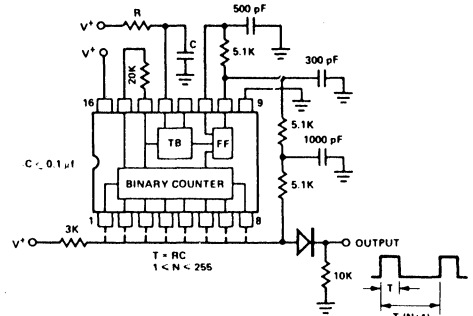 500 pF
R
V+
C
5.1K
300 pF
V+
20K
16
9
5.1K
TB
FF
1000 pF
C ≤ 0.1 µf
BINARY COUNTER
5.1K
1
8
3K
V+
T = RC
1 < N < 255
OUTPUT
10K
T